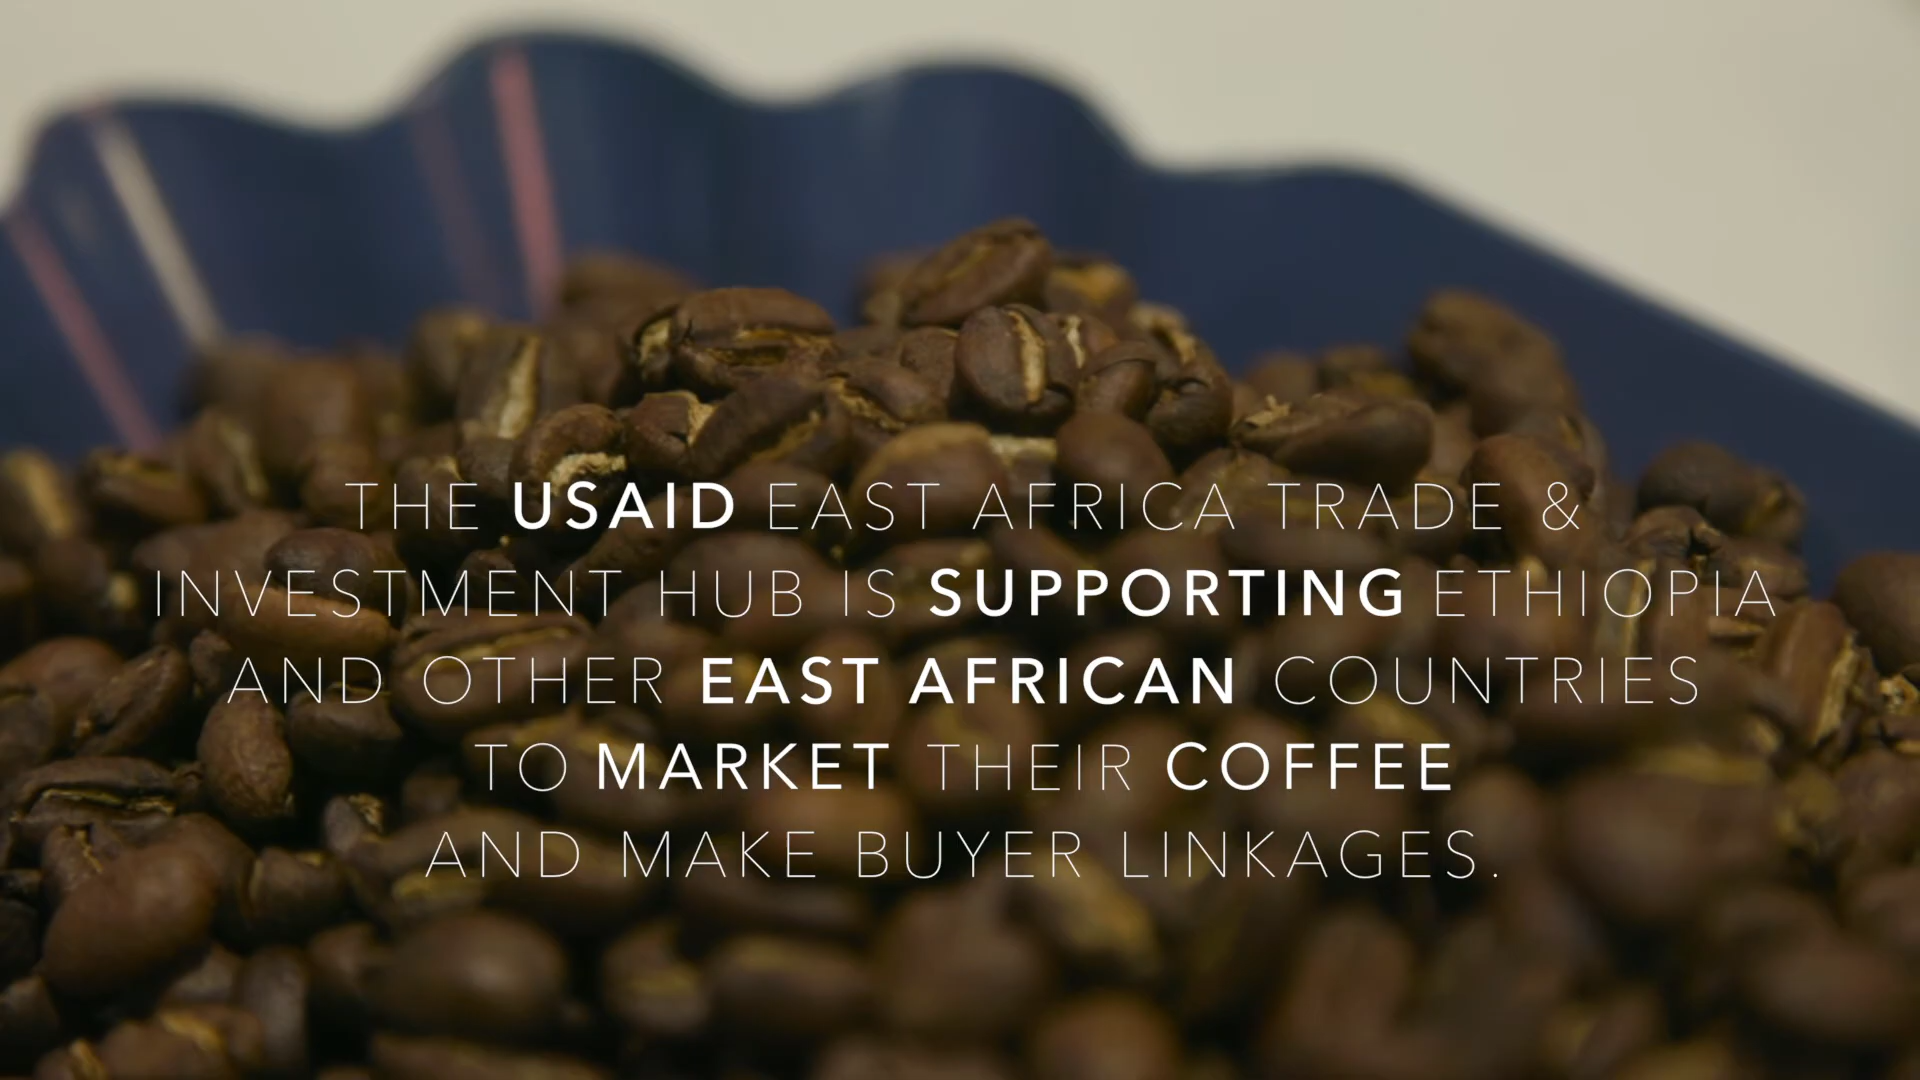 THE USAID EAST AFRICA TRADE &
INVESTMENT HUB IS SUPPORTING ETHIOPIA
AND OTHER EAST AFRICAN COUNTRIES
TO MARKET THEIR COFFEE
AND MAKE BUYER LINKAGES.